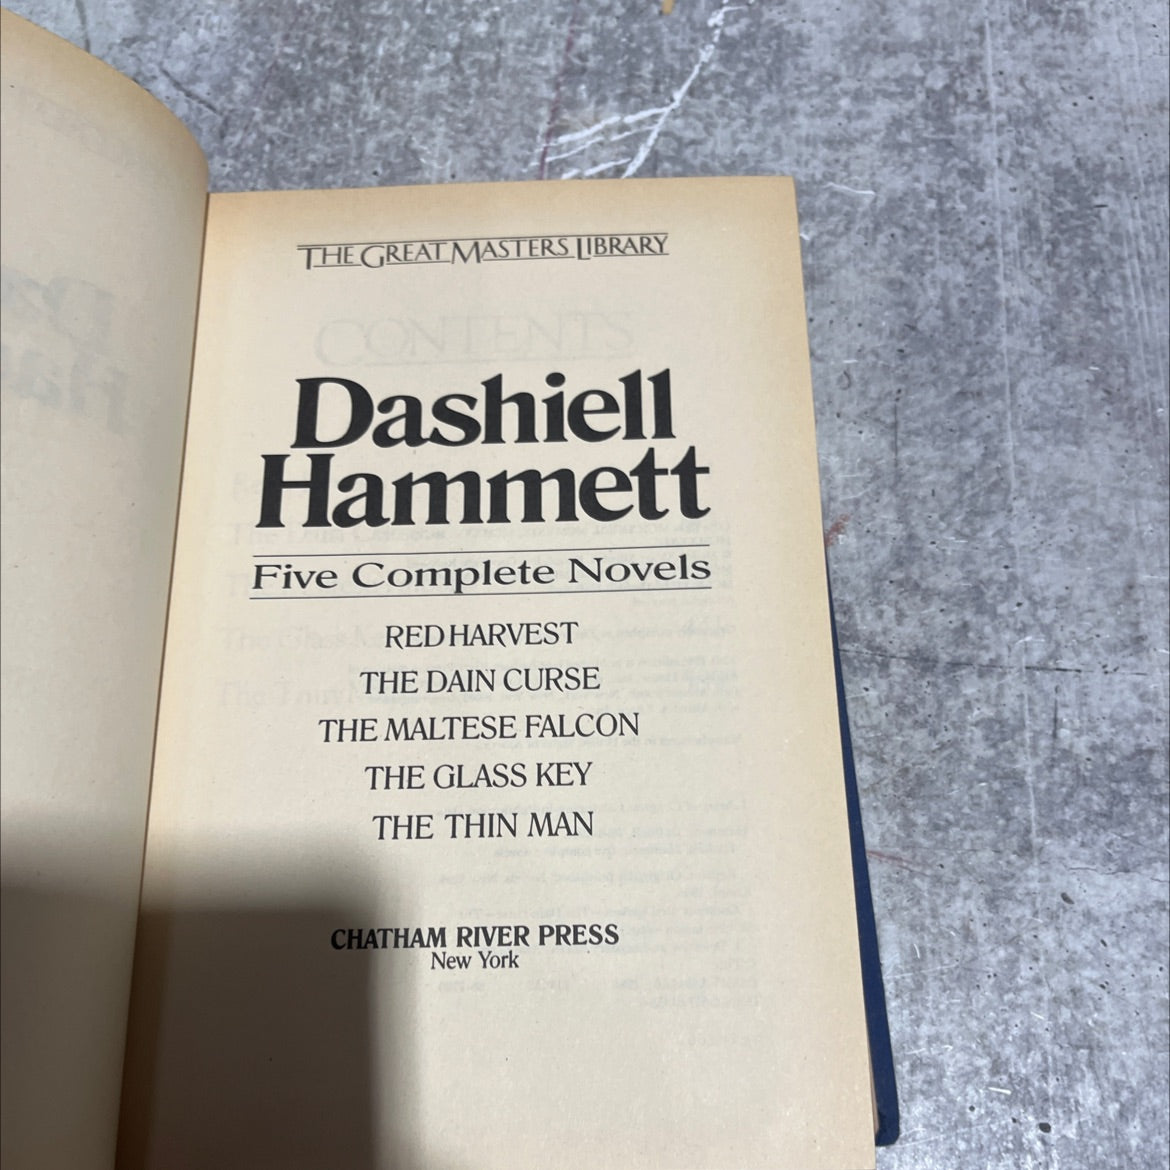 THE GREAT MASTERS LIBRARY
CONTENTS
Dashiell
Hammett
Five Complete Novels
RED HARVEST
THE DAIN CURSE
THE MALTESE FALCON
THE GLASS KEY
THE THIN MAN
CHATHAM RIVER PRESS
New York